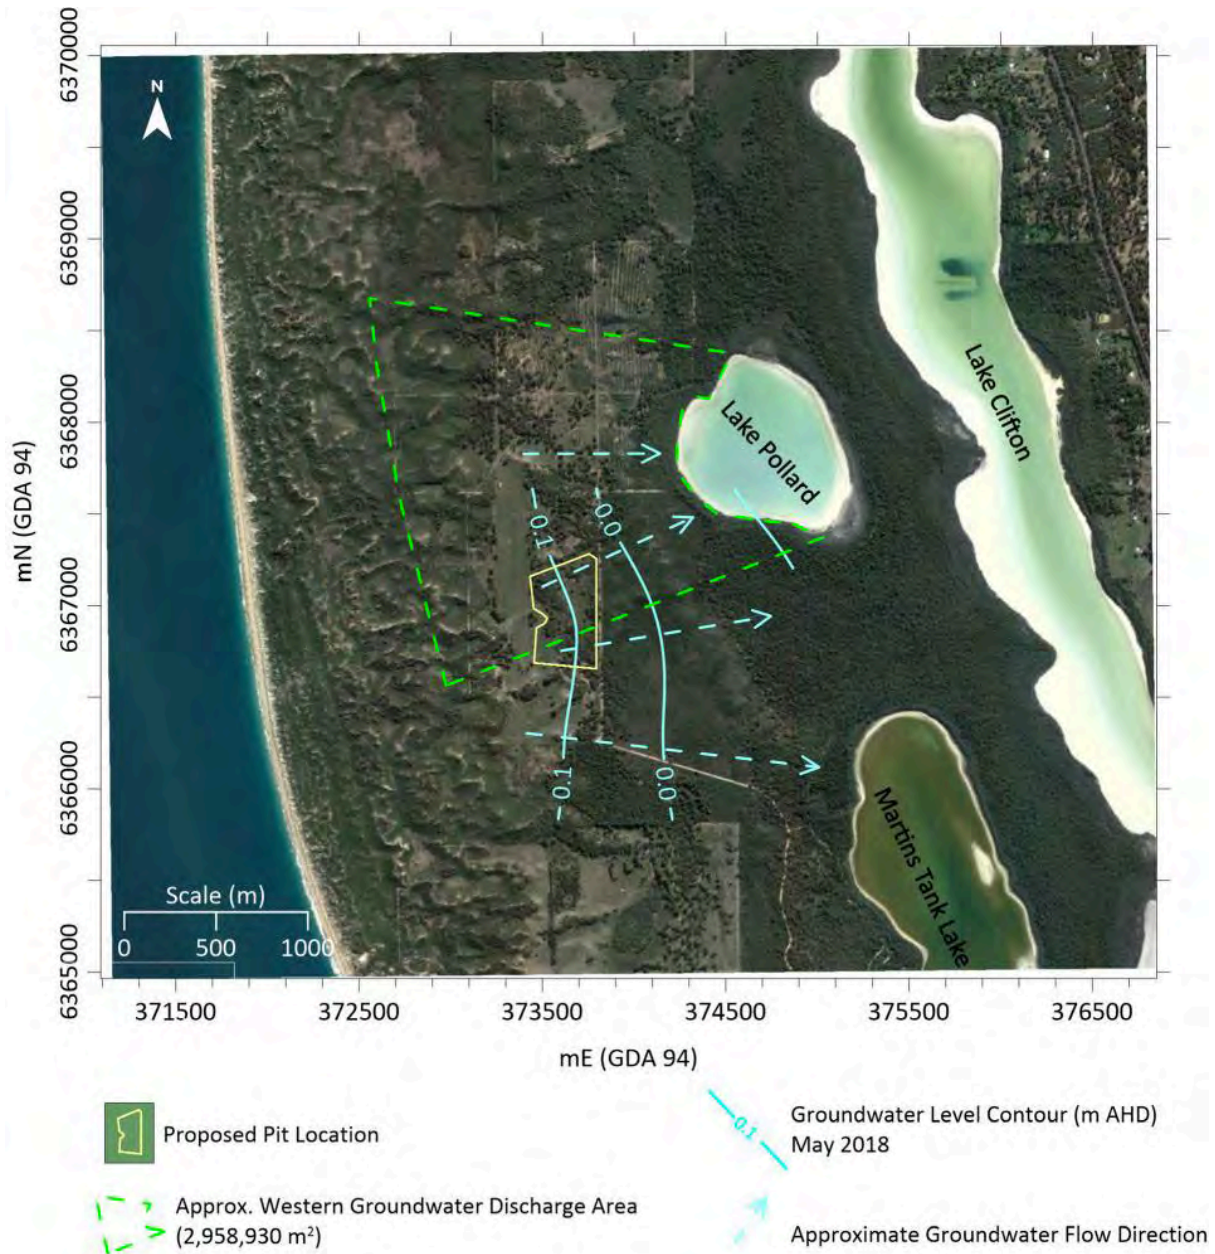 6370000
6369000
6368000
6367000
6366000
6365000
mN (GDA 94)
N
Lake Clifton
Lake Pollard
0.1
0.0
0.1
0.0
Martins Tank Lake
Scale (m)
0 500 1000
371500 372500 373500 374500 375500 376500
mE (GDA 94)
Proposed Pit Location
Approx. Western Groundwater Discharge Area
(2,958,930 m²)
0.1
Groundwater Level Contour (m AHD)
May 2018
Approximate Groundwater Flow Direction